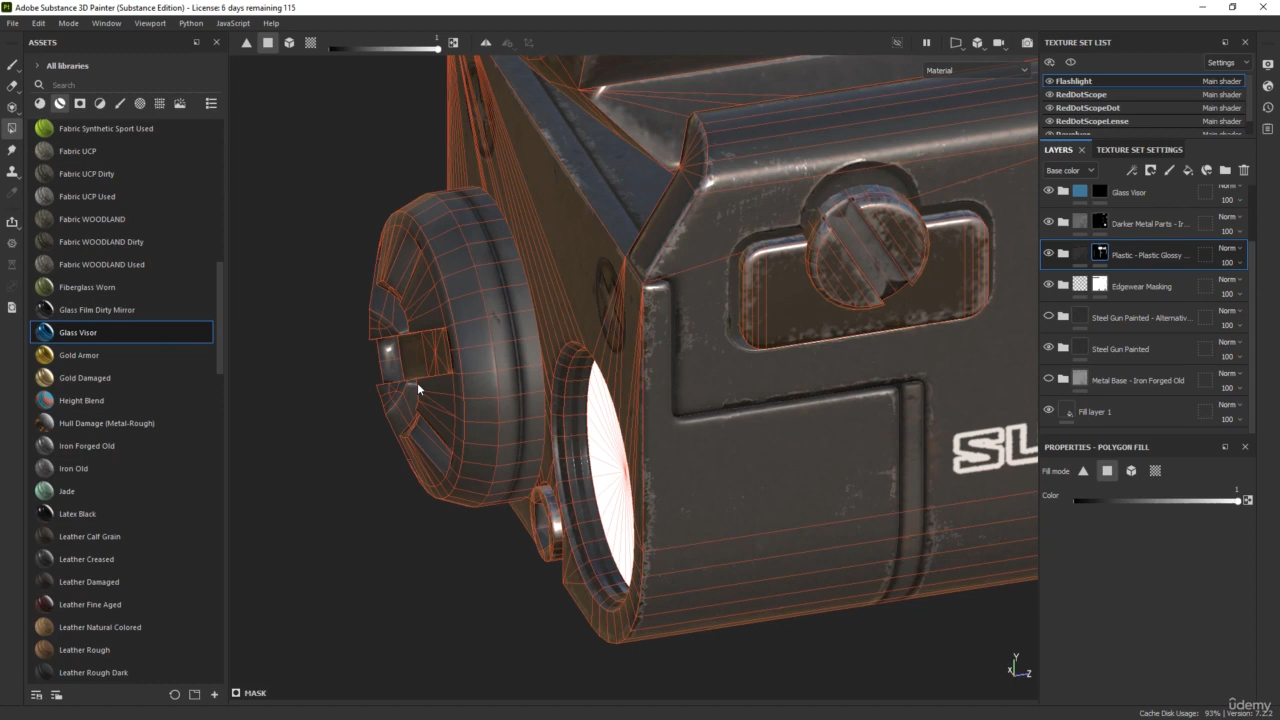 Adobe Substance 3D Painter (Substance Edition) - License: 6 days remaining 115
File Edit Mode Window Viewport Python JavaScript Help
ASSETS
All libraries
Search
Fabric Synthetic Sport Used
Fabric UCP
Fabric UCP Dirty
Fabric UCP Used
Fabric WOODLAND
Fabric WOODLAND Dirty
Fabric WOODLAND Used
Fiberglass Worn
Glass Film Dirty Mirror
Glass Visor
Gold Armor
Gold Damaged
Height Blend
Hull Damage (Metal-Rough)
Iron Forged Old
Iron Old
Jade
Latex Black
Leather Calf Grain
Leather Creased
Leather Damaged
Leather Fine Aged
Leather Natural Colored
Leather Rough
Leather Rough Dark
1
Material
SL
Y
X
Z
MASK
TEXTURE SET LIST
Settings
Flashlight Main shader
RedDotScope Main shader
RedDotScopeDot Main shader
RedDotScopeLense Main shader
Main shader
LAYERS TEXTURE SET SETTINGS
Base color
Glass Visor Norm 100
Darker Metal Parts - Ir... Norm 100
Plastic - Plastic Glossy ... Norm 100
Edgewear Masking Norm 100
Steel Gun Painted - Alternativ... Norm 100
Steel Gun Painted Norm 100
Metal Base - Iron Forged Old Norm 100
Fill layer 1 Norm 100
PROPERTIES - POLYGON FILL
Fill mode
Color 1
ûdemy
Cache Disk Usage: 93% | Version: 7.2.2